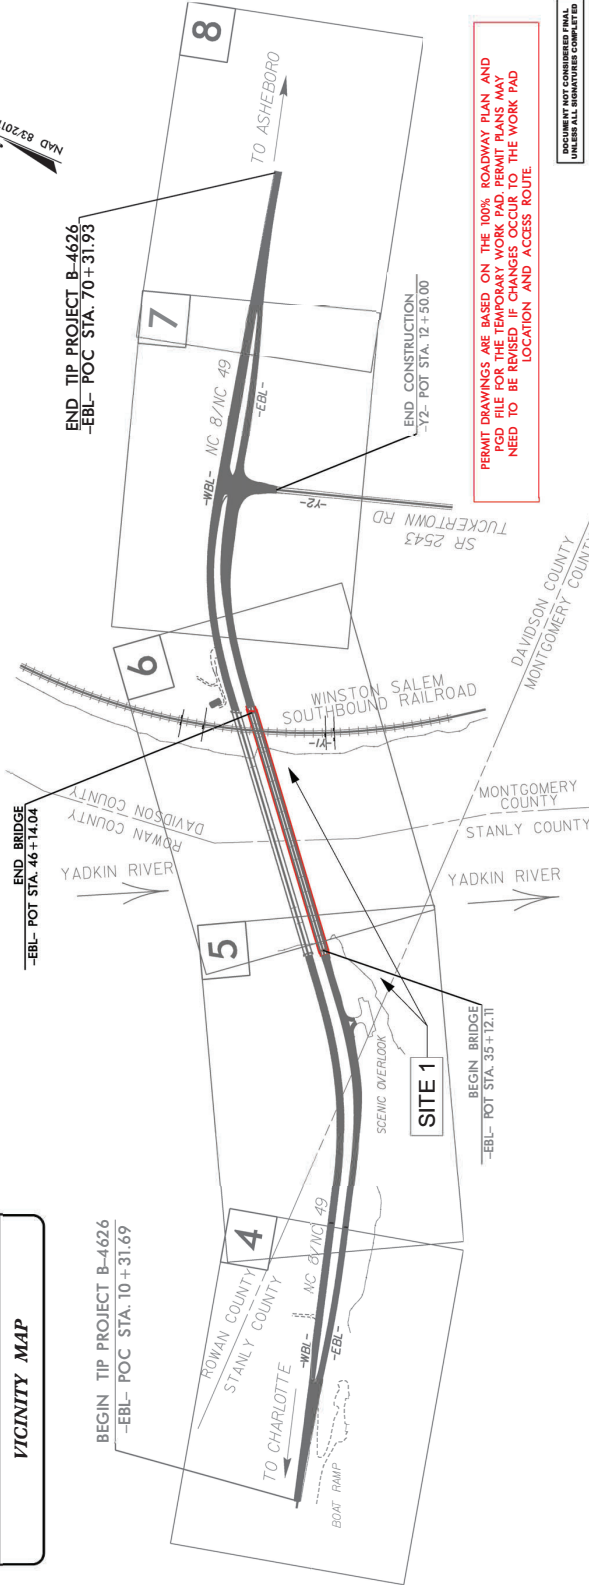 VICINITY MAP
BEGIN TIP PROJECT B-4626
-EBL- POC STA. 10+31.69
TO CHARLOTTE
BOAT RAMP
ROWAN COUNTY
STANLY COUNTY
-WBL-
NC 8/NC 49
-EBL-
4
SCENIC OVERLOOK
SITE 1
BEGIN BRIDGE
-EBL- POT STA. 35+12.11
5
YADKIN RIVER
YADKIN RIVER
END BRIDGE
-EBL- POT STA. 46+14.04
ROWAN COUNTY
DAVIDSON COUNTY
STANLY COUNTY
MONTGOMERY
COUNTY
-Y1-
WINSTON SALEM
SOUTHBOUND RAILROAD
6
DAVIDSON COUNTY
MONTGOMERY COUNTY
SR 2543
TUCKERTOWN RD
-Y2-
END CONSTRUCTION
-Y2- POT STA. 12+50.00
-WBL-
NC 8/NC 49
-EBL-
7
END TIP PROJECT B-4626
-EBL- POC STA. 70+31.93
TO ASHEBORO
8
NAD 83/2011
PERMIT DRAWINGS ARE BASED ON THE 100% ROADWAY PLAN AND
PGD FILE FOR THE TEMPORARY WORK PAD. PERMIT PLANS MAY
NEED TO BE REVISED IF CHANGES OCCUR TO THE WORK PAD
LOCATION AND ACCESS ROUTE.
DOCUMENT NOT CONSIDERED FINAL
UNLESS ALL SIGNATURES COMPLETED